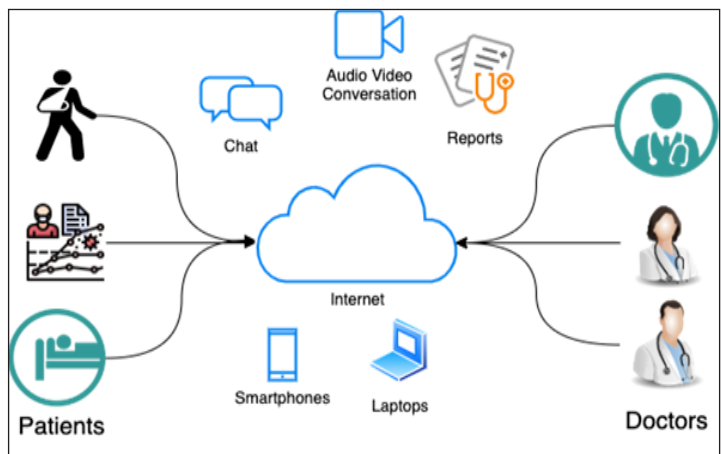 Audio Video
Conversation
Chat
Reports
Internet
Smartphones
Laptops
Patients
Doctors